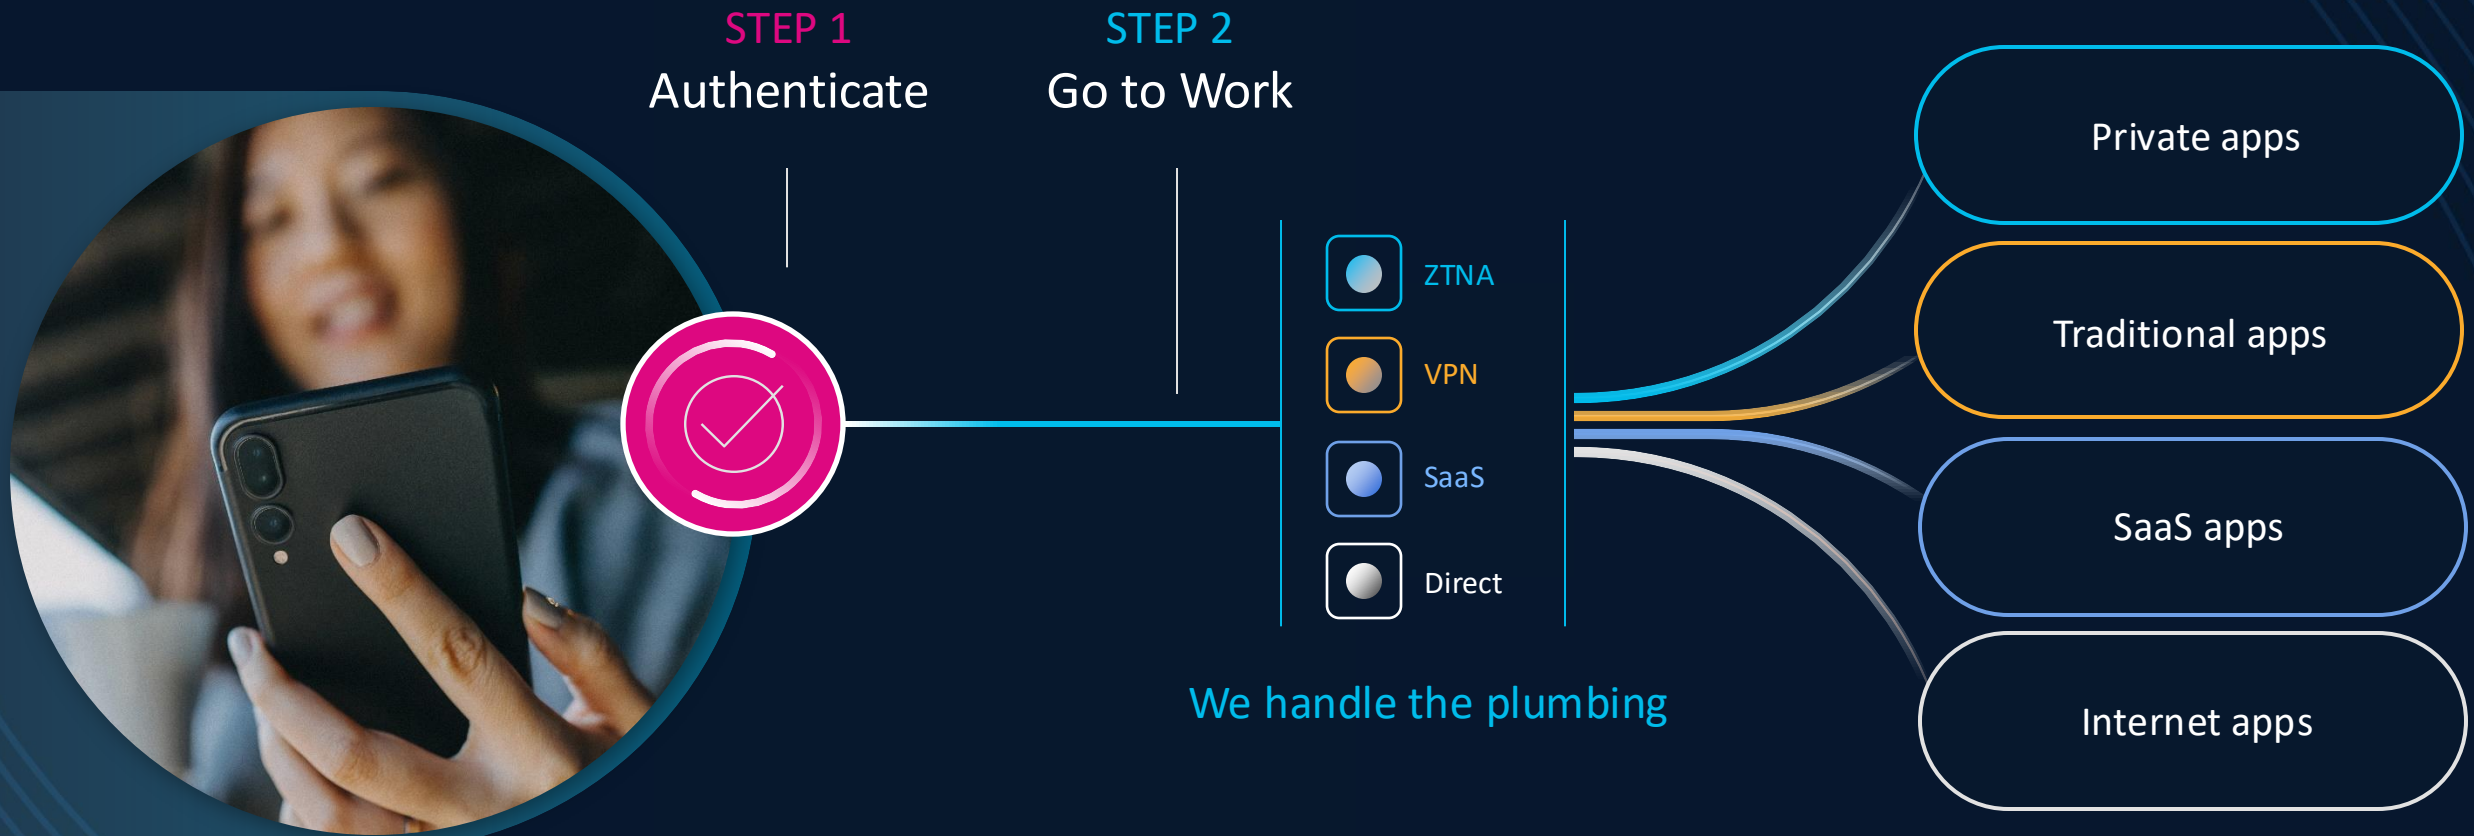 STEP 1
Authenticate
STEP 2
Go to Work
ZTNA
VPN
SaaS
Direct
We handle the plumbing
Private apps
Traditional apps
SaaS apps
Internet apps